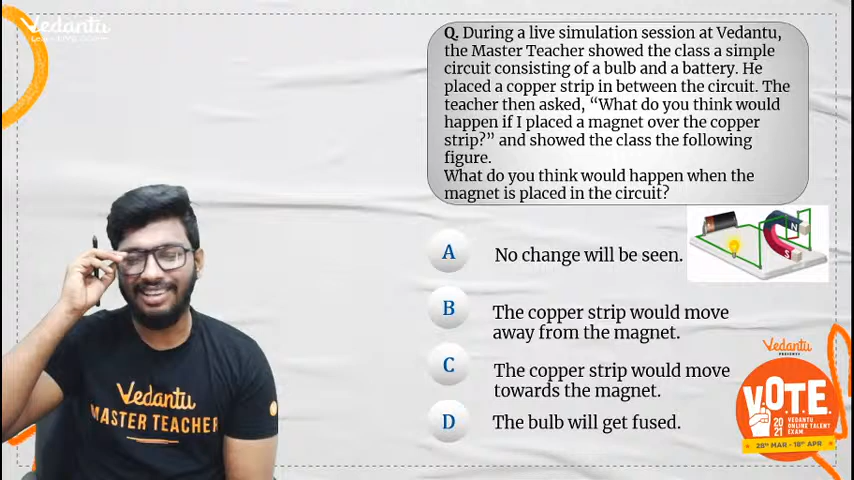 Vedantu
Q. During a live simulation session at Vedantu,
the Master Teacher showed the class a simple
circuit consisting of a bulb and a battery. He
placed a copper strip in between the circuit. The
teacher then asked, “What do you think would
happen if I placed a magnet over the copper
strip?” and showed the class the following
figure.
What do you think would happen when the
magnet is placed in the circuit?
N
S
A No change will be seen.
B The copper strip would move
away from the magnet.
C The copper strip would move
towards the magnet.
D The bulb will get fused.
Vedantu
MASTER TEACHER
Vedantu
PRESENTS
V.O.T.E.
20
21
VEDANTU
ONLINE TALENT
EXAM
28TH MAR - 18TH APR